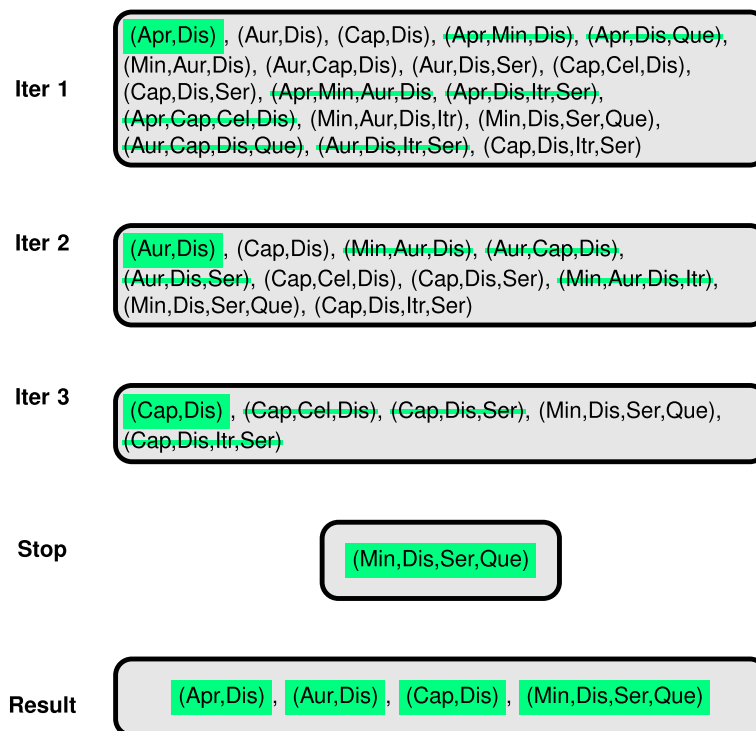 (Apr,Dis) , (Aur,Dis), (Cap,Dis), (Apr,Min,Dis), (Apr,Dis,Que),
Iter 1
(Min,Aur,Dis), (Aur,Cap,Dis), (Aur,Dis,Ser), (Cap,Cel,Dis),
(Cap,Dis,Ser), (Apr,Min,Aur,Dis, (Apr,Dis,Itr,Ser),
(Apr,Cap,Cel,Dis), (Min,Aur,Dis,Itr), (Min,Dis,Ser,Que),
(Aur,Cap,Dis,Que), (Aur,Dis,Itr,Ser), (Cap,Dis,Itr,Ser)
Iter 2
(Aur,Dis) , (Cap,Dis), (Min,Aur,Dis), (Aur,Cap,Dis),
(Aur,Dis,Ser), (Cap,Cel,Dis), (Cap,Dis,Ser), (Min,Aur,Dis,Itr),
(Min,Dis,Ser,Que), (Cap,Dis,Itr,Ser)
Iter 3
(Cap,Dis) , (Cap,Cel,Dis), (Cap,Dis,Ser), (Min,Dis,Ser,Que),
(Cap,Dis,Itr,Ser)
Stop
(Min,Dis,Ser,Que)
Result
(Apr,Dis) , (Aur,Dis) , (Cap,Dis) , (Min,Dis,Ser,Que)